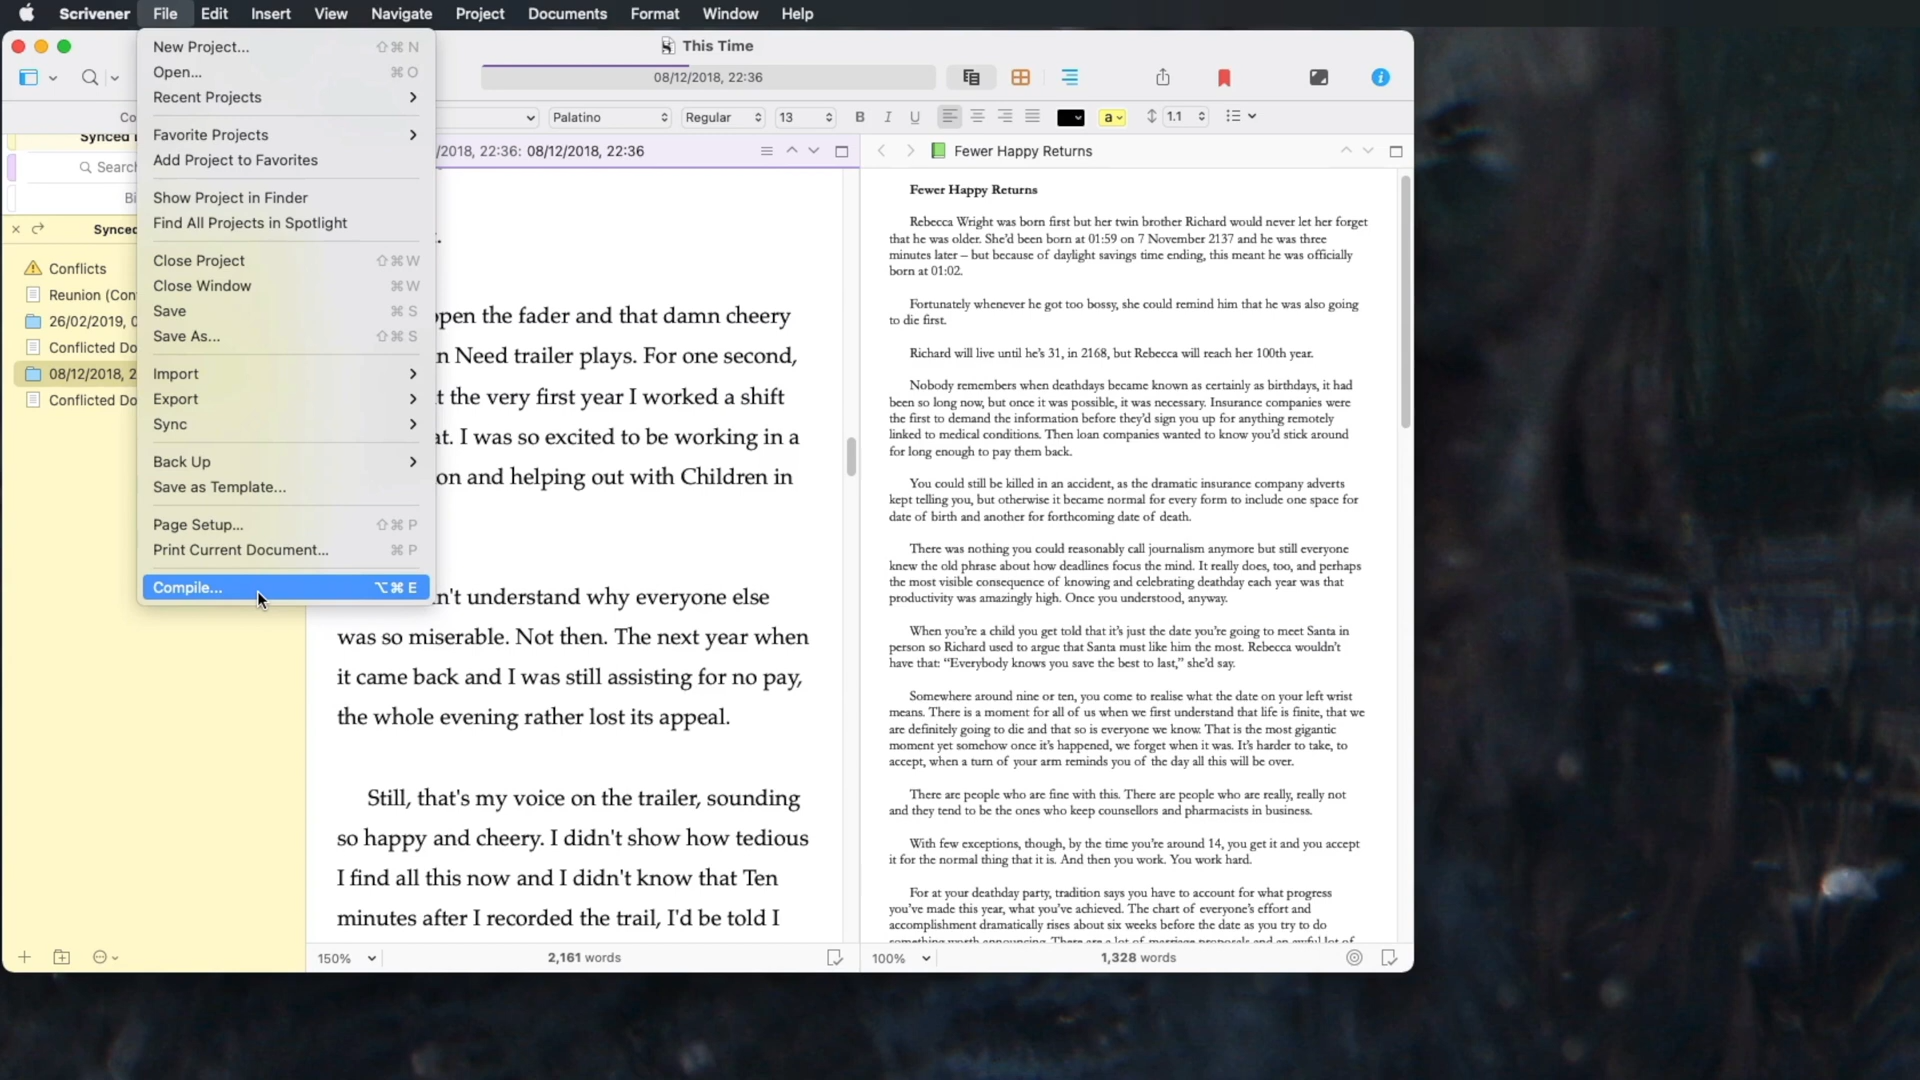 Scrivener File Edit Insert View Navigate Project Documents Format Window Help
This Time
08/12/2018, 22:36
Co
Palatino Regular 13 B I U a 1.1
New Project... ⇧⌘N
Open... ⌘O
Recent Projects
Favorite Projects
Add Project to Favorites
Show Project in Finder
Find All Projects in Spotlight
Close Project ⇧⌘W
Close Window ⌘W
Save ⌘S
Save As... ⇧⌘S
Import
Export
Sync
Back Up
Save as Template...
Page Setup... ⇧⌘P
Print Current Document... ⌘P
Compile... ⌥⌘E
Synced
Search
Bi
Synced
Conflicts
Reunion (Con
26/02/2019, 0
Conflicted Do
08/12/2018, 2
Conflicted Do
/2018, 22:36: 08/12/2018, 22:36
open the fader and that damn cheery
n Need trailer plays. For one second,
t the very first year I worked a shift
at. I was so excited to be working in a
on and helping out with Children in
n't understand why everyone else
was so miserable. Not then. The next year when
it came back and I was still assisting for no pay,
the whole evening rather lost its appeal.
Still, that's my voice on the trailer, sounding
so happy and cheery. I didn't show how tedious
I find all this now and I didn't know that Ten
minutes after I recorded the trail, I'd be told I
150% 2,161 words
Fewer Happy Returns
Fewer Happy Returns
Rebecca Wright was born first but her twin brother Richard would never let her forget
that he was older. She’d been born at 01:59 on 7 November 2137 and he was three
minutes later – but because of daylight savings time ending, this meant he was officially
born at 01:02.
Fortunately whenever he got too bossy, she could remind him that he was also going
to die first.
Richard will live until he’s 31, in 2168, but Rebecca will reach her 100th year.
Nobody remembers when deathdays became known as certainly as birthdays, it had
been so long now, but once it was possible, it was necessary. Insurance companies were
the first to demand the information before they’d sign you up for anything remotely
linked to medical conditions. Then loan companies wanted to know you’d stick around
for long enough to pay them back.
You could still be killed in an accident, as the dramatic insurance company adverts
kept telling you, but otherwise it became normal for every form to include one space for
date of birth and another for forthcoming date of death.
There was nothing you could reasonably call journalism anymore but still everyone
knew the old phrase about how deadlines focus the mind. It really does, too, and perhaps
the most visible consequence of knowing and celebrating deathday each year was that
productivity was amazingly high. Once you understood, anyway.
When you’re a child you get told that it’s just the date you’re going to meet Santa in
person so Richard used to argue that Santa must like him the most. Rebecca wouldn’t
have that: “Everybody knows you save the best to last,” she’d say.
Somewhere around nine or ten, you come to realise what the date on your left wrist
means. There is a moment for all of us when we first understand that life is finite, that we
are definitely going to die and that so is everyone we know. That is the most gigantic
moment yet somehow once it’s happened, we forget when it was. It’s harder to take, to
accept, when a turn of your arm reminds you of the day all this will be over.
There are people who are fine with this. There are people who are really, really not
and they tend to be the ones who keep counsellors and pharmacists in business.
With few exceptions, though, by the time you’re around 14, you get it and you accept
it for the normal thing that it is. And then you work. You work hard.
For at your deathday party, tradition says you have to account for what progress
you’ve made this year, what you’ve achieved. The chart of everyone’s effort and
accomplishment dramatically rises about six weeks before the date as you try to do
something worth announcing. There are a lot of marriage proposals and an awful lot of
100% 1,328 words